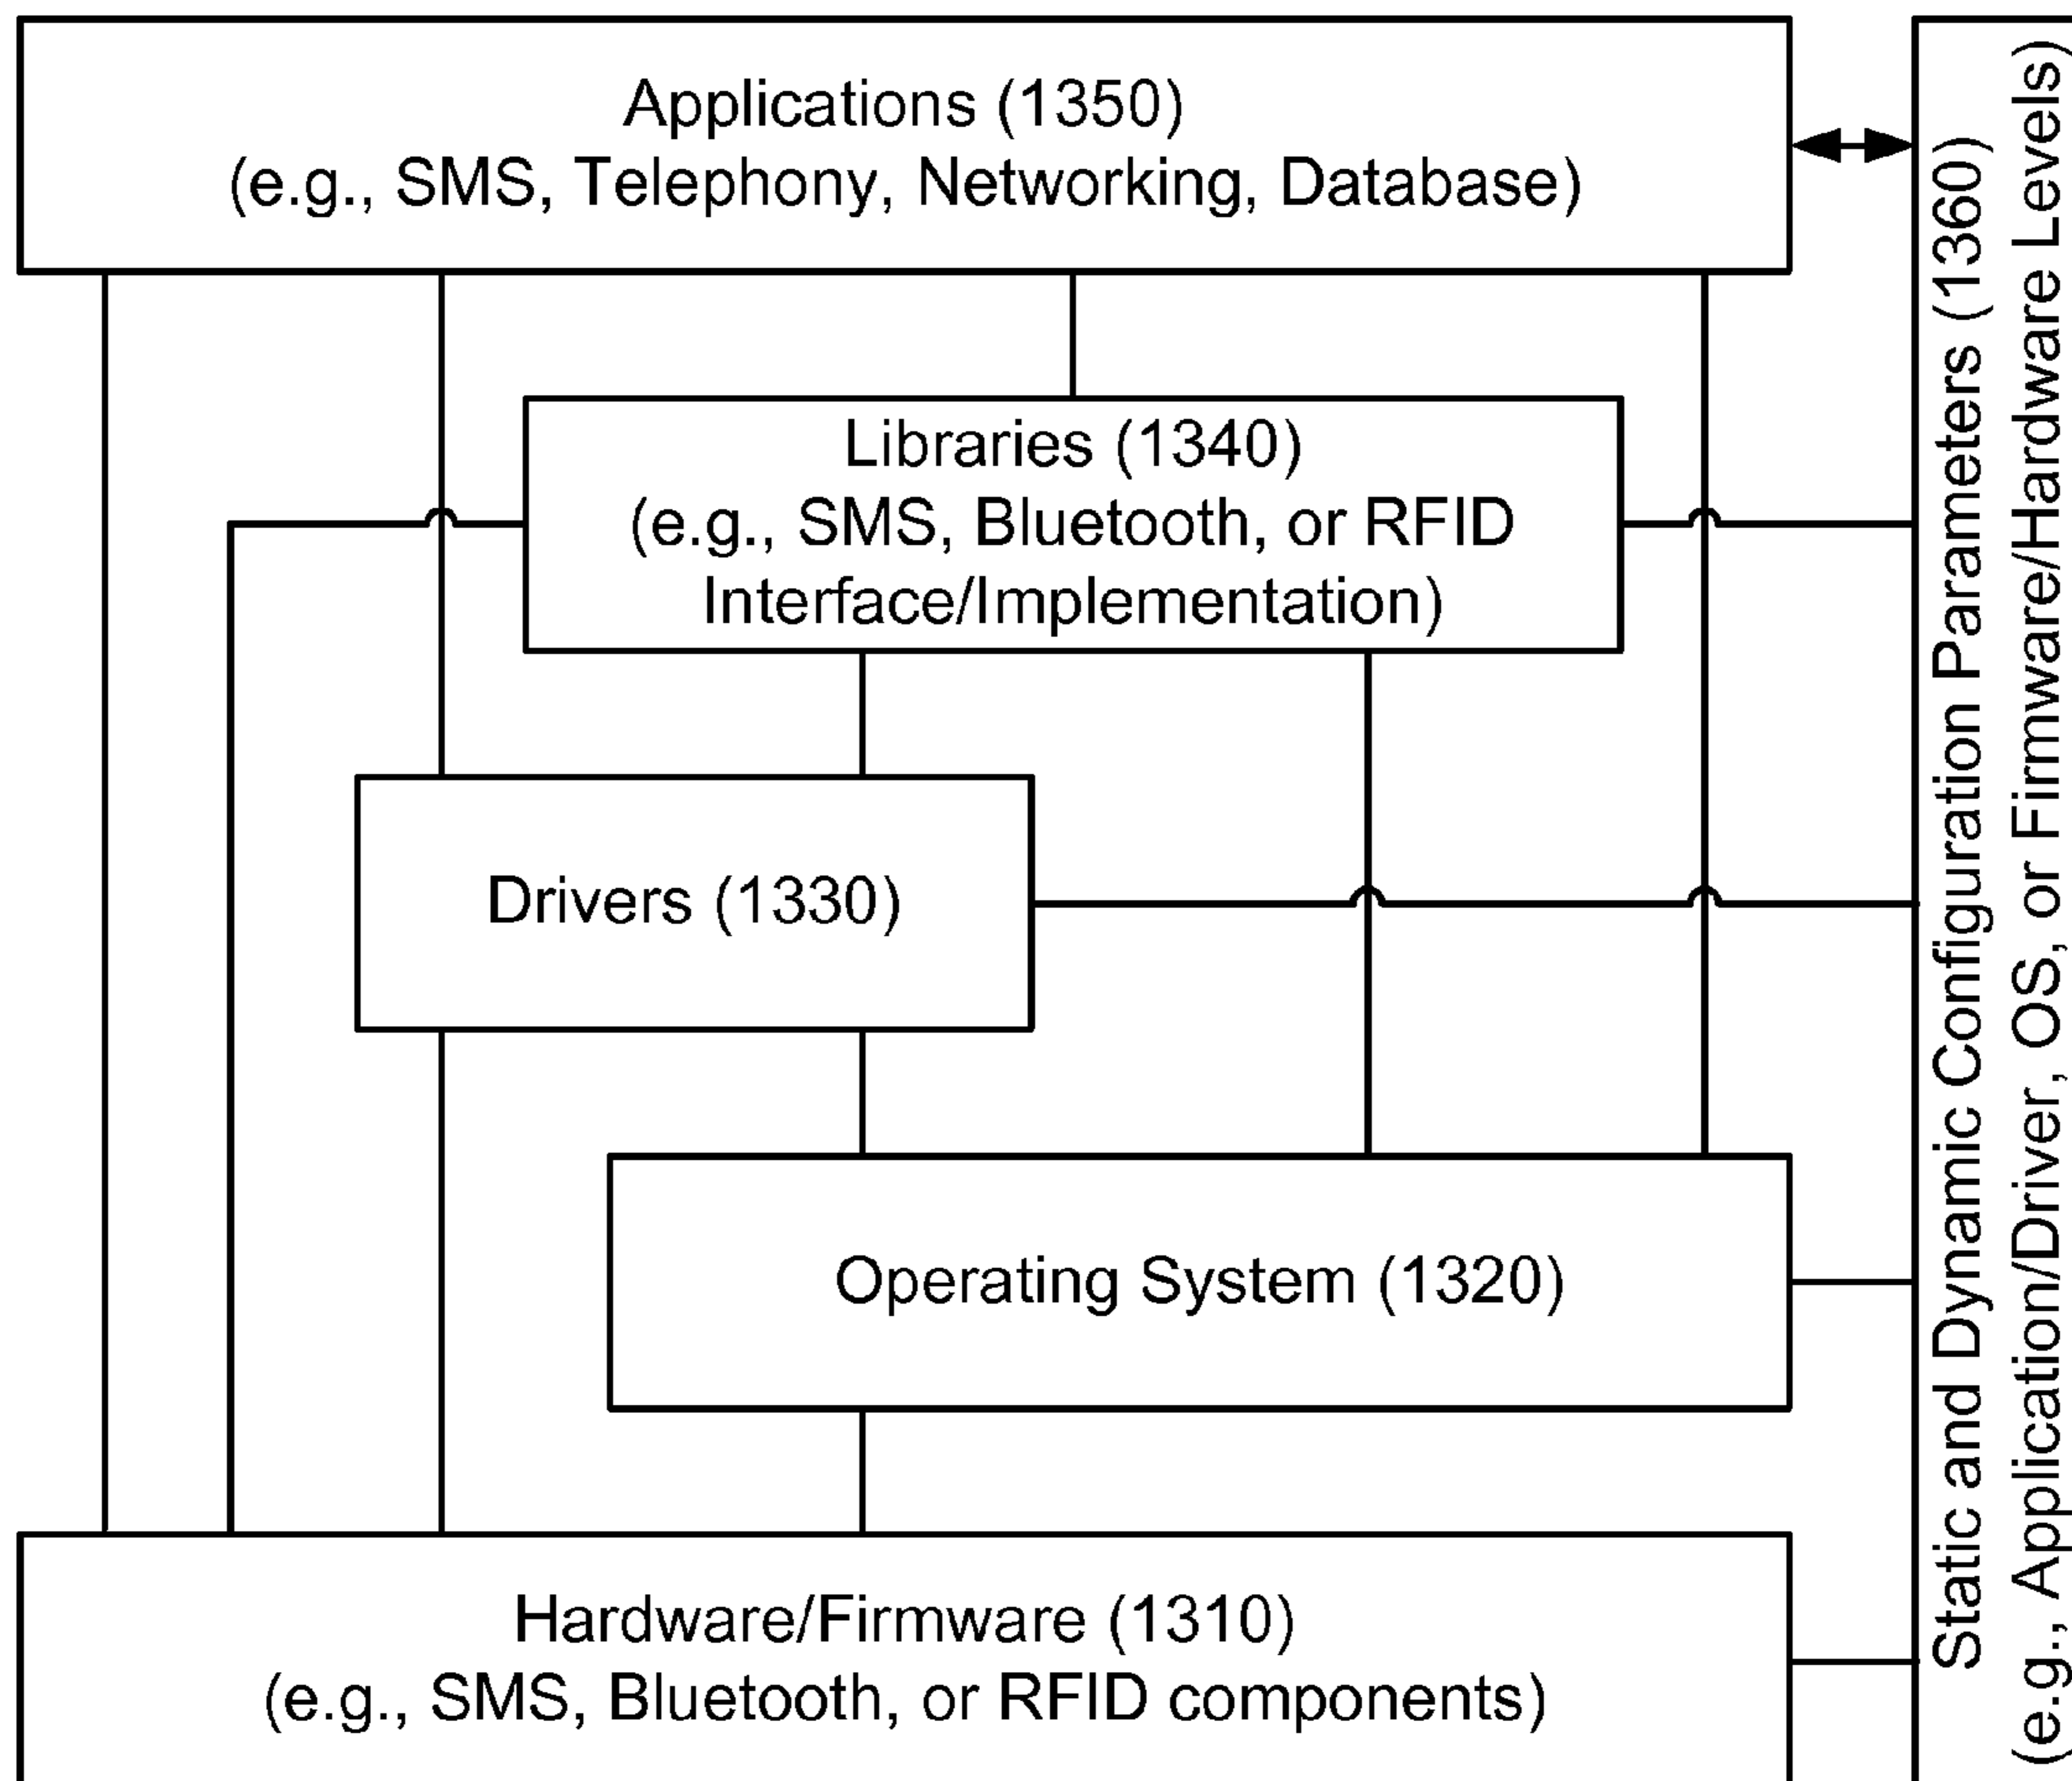 Applications (1350)
(e.g., SMS, Telephony, Networking, Database)
Libraries (1340)
(e.g., SMS, Bluetooth, or RFID
Interface/Implementation)
Drivers (1330)
Operating System (1320)
Hardware/Firmware (1310)
(e.g., SMS, Bluetooth, or RFID components)
Static and Dynamic Configuration Parameters (1360)
(e.g., Application/Driver, OS, or Firmware/Hardware Levels)